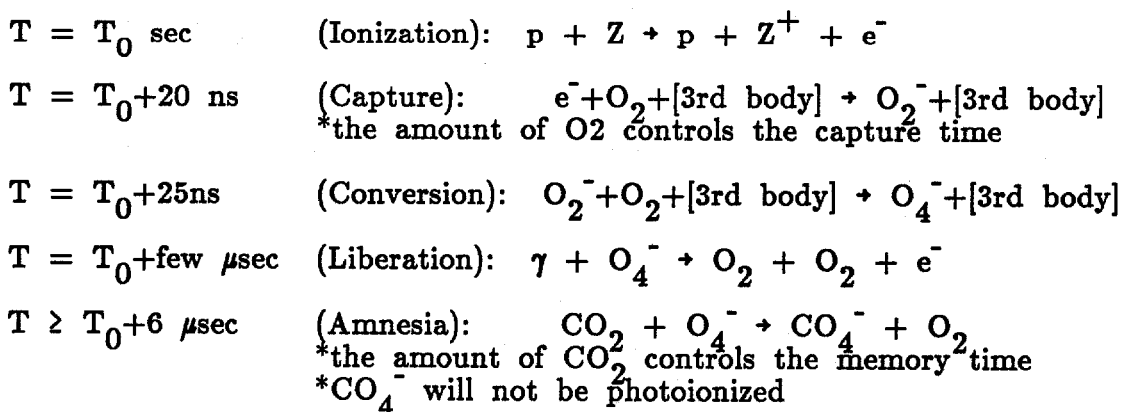 T = T₀ sec (Ionization): p + Z → p + Z⁺ + e⁻
T = T₀+20 ns (Capture): e⁻+O₂+[3rd body] → O₂⁻+[3rd body]
*the amount of O2 controls the capture time
T = T₀+25ns (Conversion): O₂⁻+O₂+[3rd body] → O₄⁻+[3rd body]
T = T₀+few μsec (Liberation): γ + O₄⁻ → O₂ + O₂ + e⁻
T ≥ T₀+6 μsec (Amnesia): CO₂ + O₄⁻ → CO₄⁻ + O₂
*the amount of CO₂ controls the memory time
*CO₄⁻ will not be photoionized